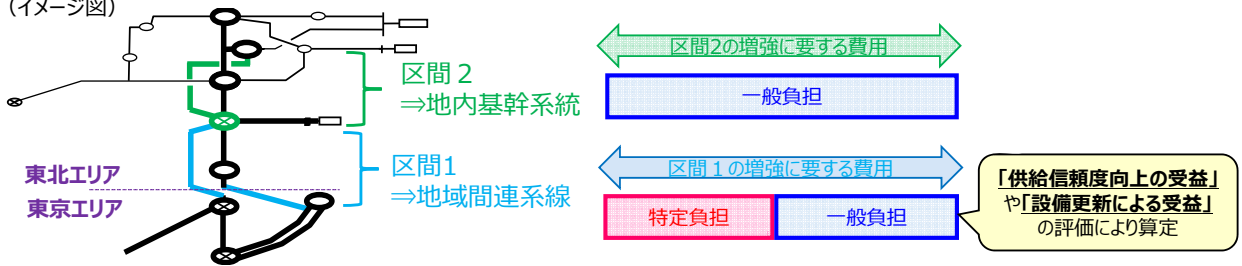 (イメージ図)
区間2
⇒地内基幹系統
区間2の増強に要する費用
一般負担
東北エリア
東京エリア
区間1
⇒地域間連系線
区間1の増強に要する費用
特定負担
一般負担
「供給信頼度向上の受益」
や「設備更新による受益」
の評価により算定